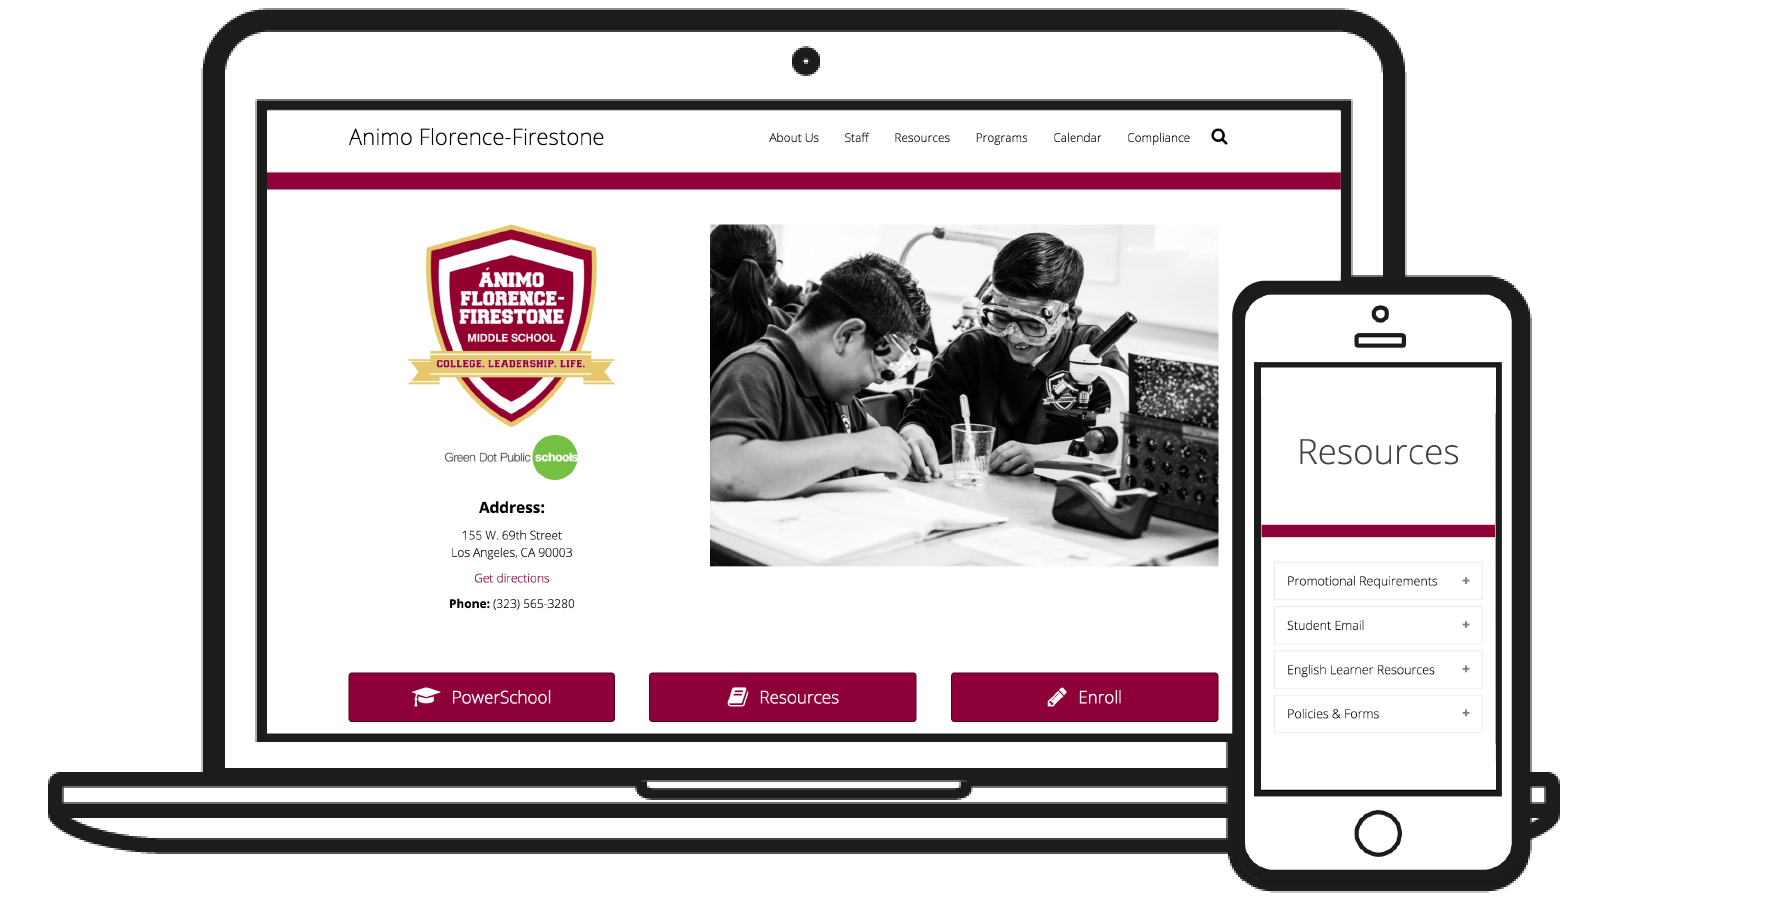 Animo Florence-Firestone
About Us Staff Resources Programs Calendar Compliance
ÁNIMO
FLORENCE-
FIRESTONE
MIDDLE SCHOOL
COLLEGE. LEADERSHIP. LIFE.
Green Dot Public schools
Address:
155 W. 69th Street
Los Angeles, CA 90003
Get directions
Phone: (323) 565-3280
PowerSchool
Resources
Enroll
Resources
Promotional Requirements +
Student Email +
English Learner Resources +
Policies & Forms +